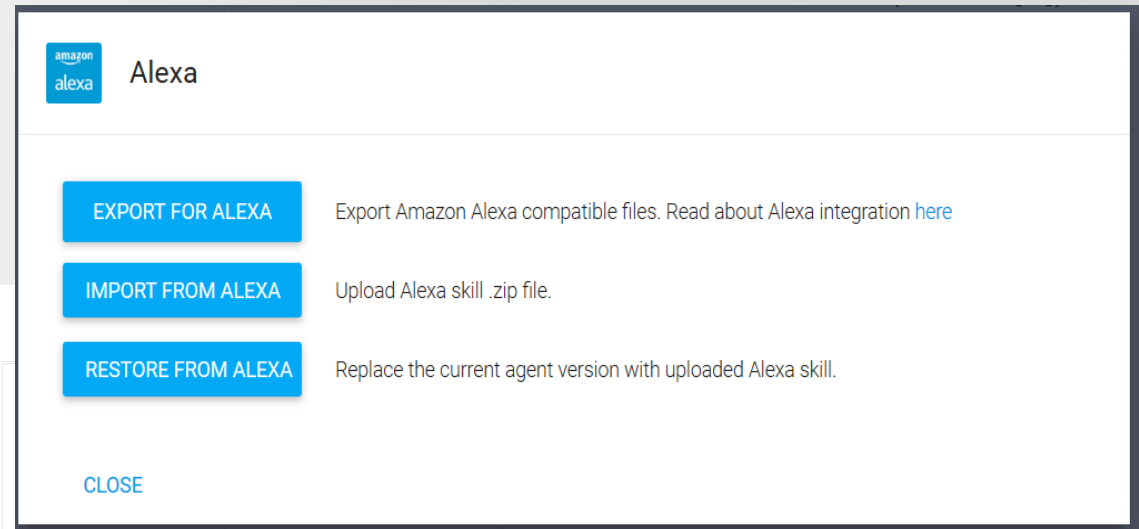 amazon
alexa
Alexa
EXPORT FOR ALEXA
Export Amazon Alexa compatible files. Read about Alexa integration here
IMPORT FROM ALEXA
Upload Alexa skill .zip file.
RESTORE FROM ALEXA
Replace the current agent version with uploaded Alexa skill.
CLOSE